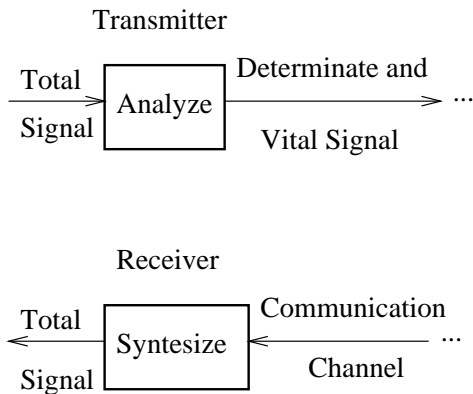 Transmitter
Total
Signal
Analyze
Determinate and
Vital Signal
...
Receiver
Total
Signal
Syntesize
Communication
Channel
...